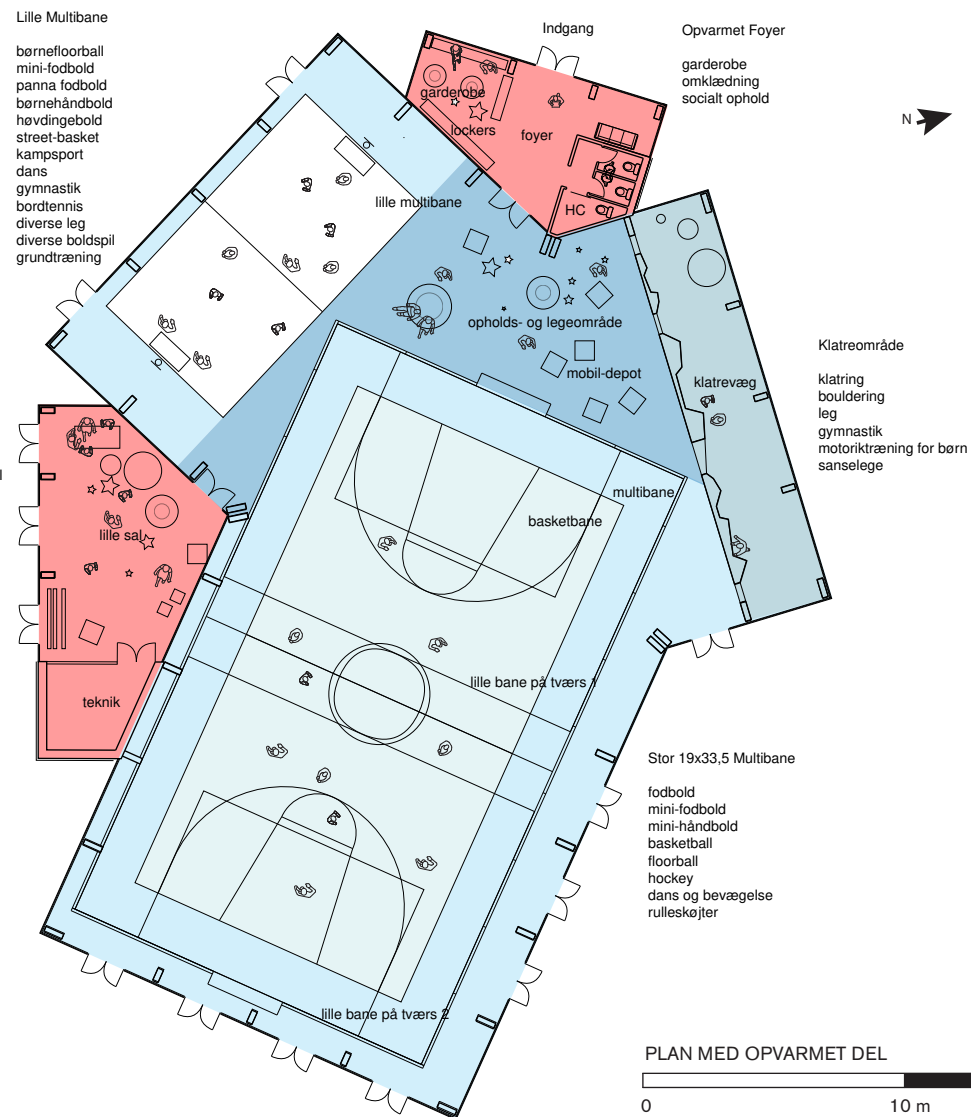 Lille Multibane
børnefloorball
mini-fodbold
panna fodbold
børnehåndbold
høvdingebold
street-basket
kampsport
dans
gymnastik
bordtennis
diverse leg
diverse boldspil
grundtræning
Indgang
Opvarmet Foyer
garderobe
omklædning
socialt ophold
N
garderobe
lockers
foyer
HC
lille multibane
opholds- og legeområde
mobil-depot
klatrevæg
Klatreområde
klatring
bouldering
leg
gymnastik
motoriktræning for børn
sanselege
multibane
basketbane
lille sal
teknik
lille bane på tværs 1
lille bane på tværs 2
Stor 19x33,5 Multibane
fodbold
mini-fodbold
mini-håndbold
basketball
floorball
hockey
dans og bevægelse
rulleskøjter
PLAN MED OPVARMET DEL
0
10 m